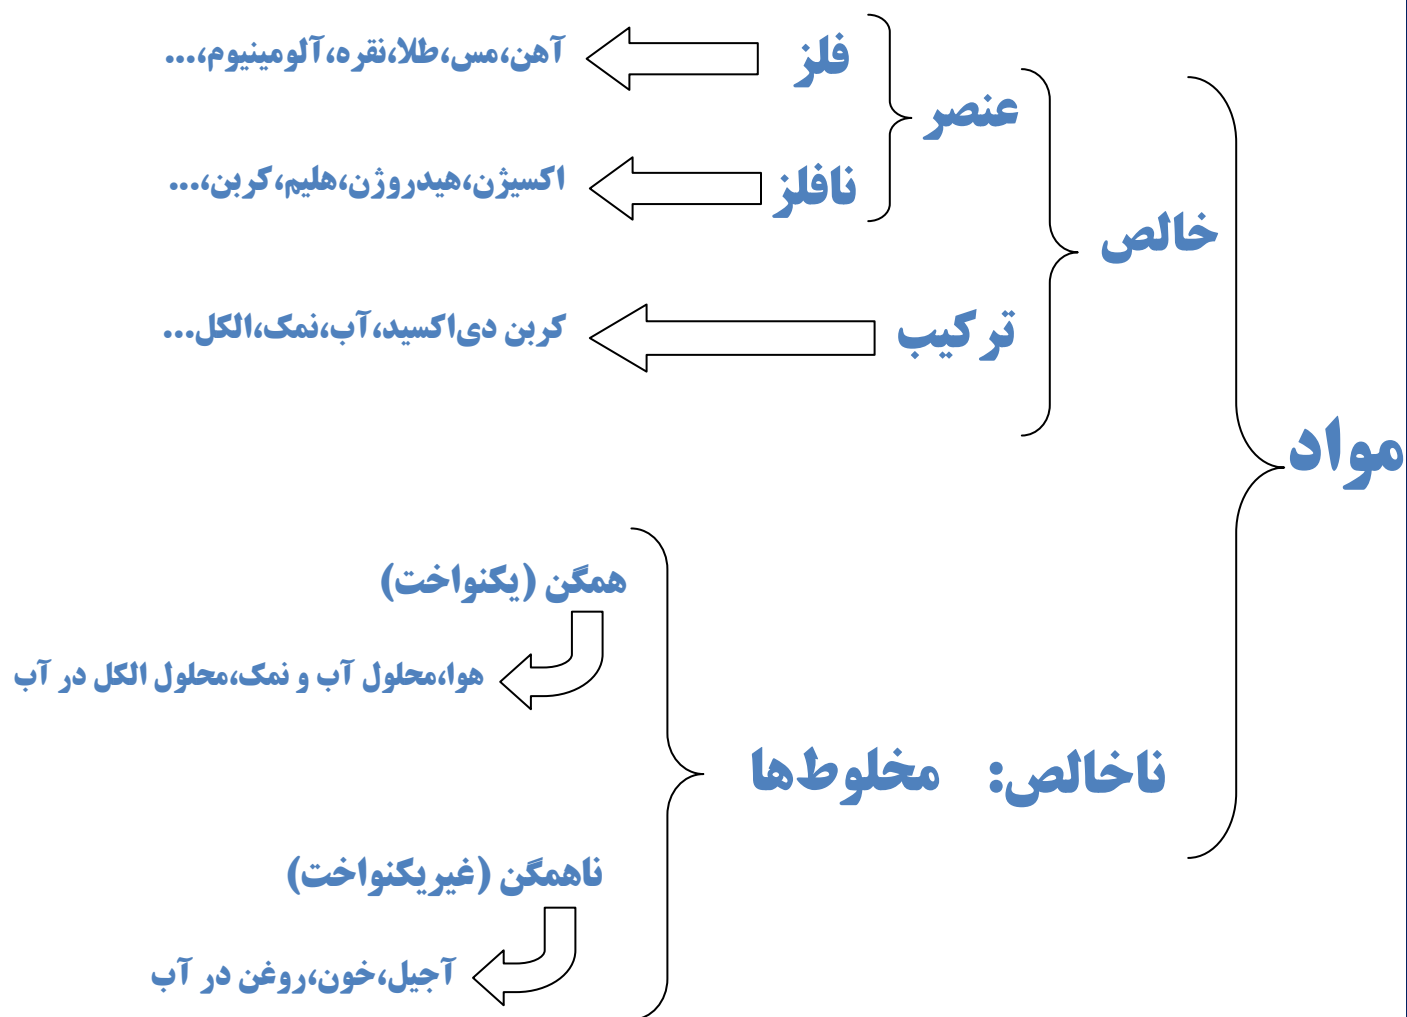 مواد
خالص
عنصر
فلز
آهن،مس،طلا،نقره،آلومینیوم،...
نافلز
اکسیژن،هیدروژن،هلیم،کربن،...
ترکیب
کربن دی‌اکسید،آب،نمک،الکل...
ناخالص: مخلوط‌ها
همگن (یکنواخت)
هوا،محلول آب و نمک،محلول الکل در آب
ناهمگن (غیریکنواخت)
آجیل،خون،روغن در آب